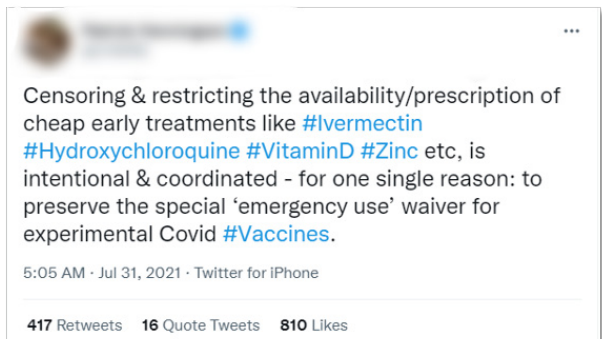 Censoring & restricting the availability/prescription of
cheap early treatments like #Ivermectin
#Hydroxychloroquine #VitaminD #Zinc etc, is
intentional & coordinated - for one single reason: to
preserve the special ‘emergency use’ waiver for
experimental Covid #Vaccines.
5:05 AM · Jul 31, 2021 · Twitter for iPhone
417 Retweets 16 Quote Tweets 810 Likes